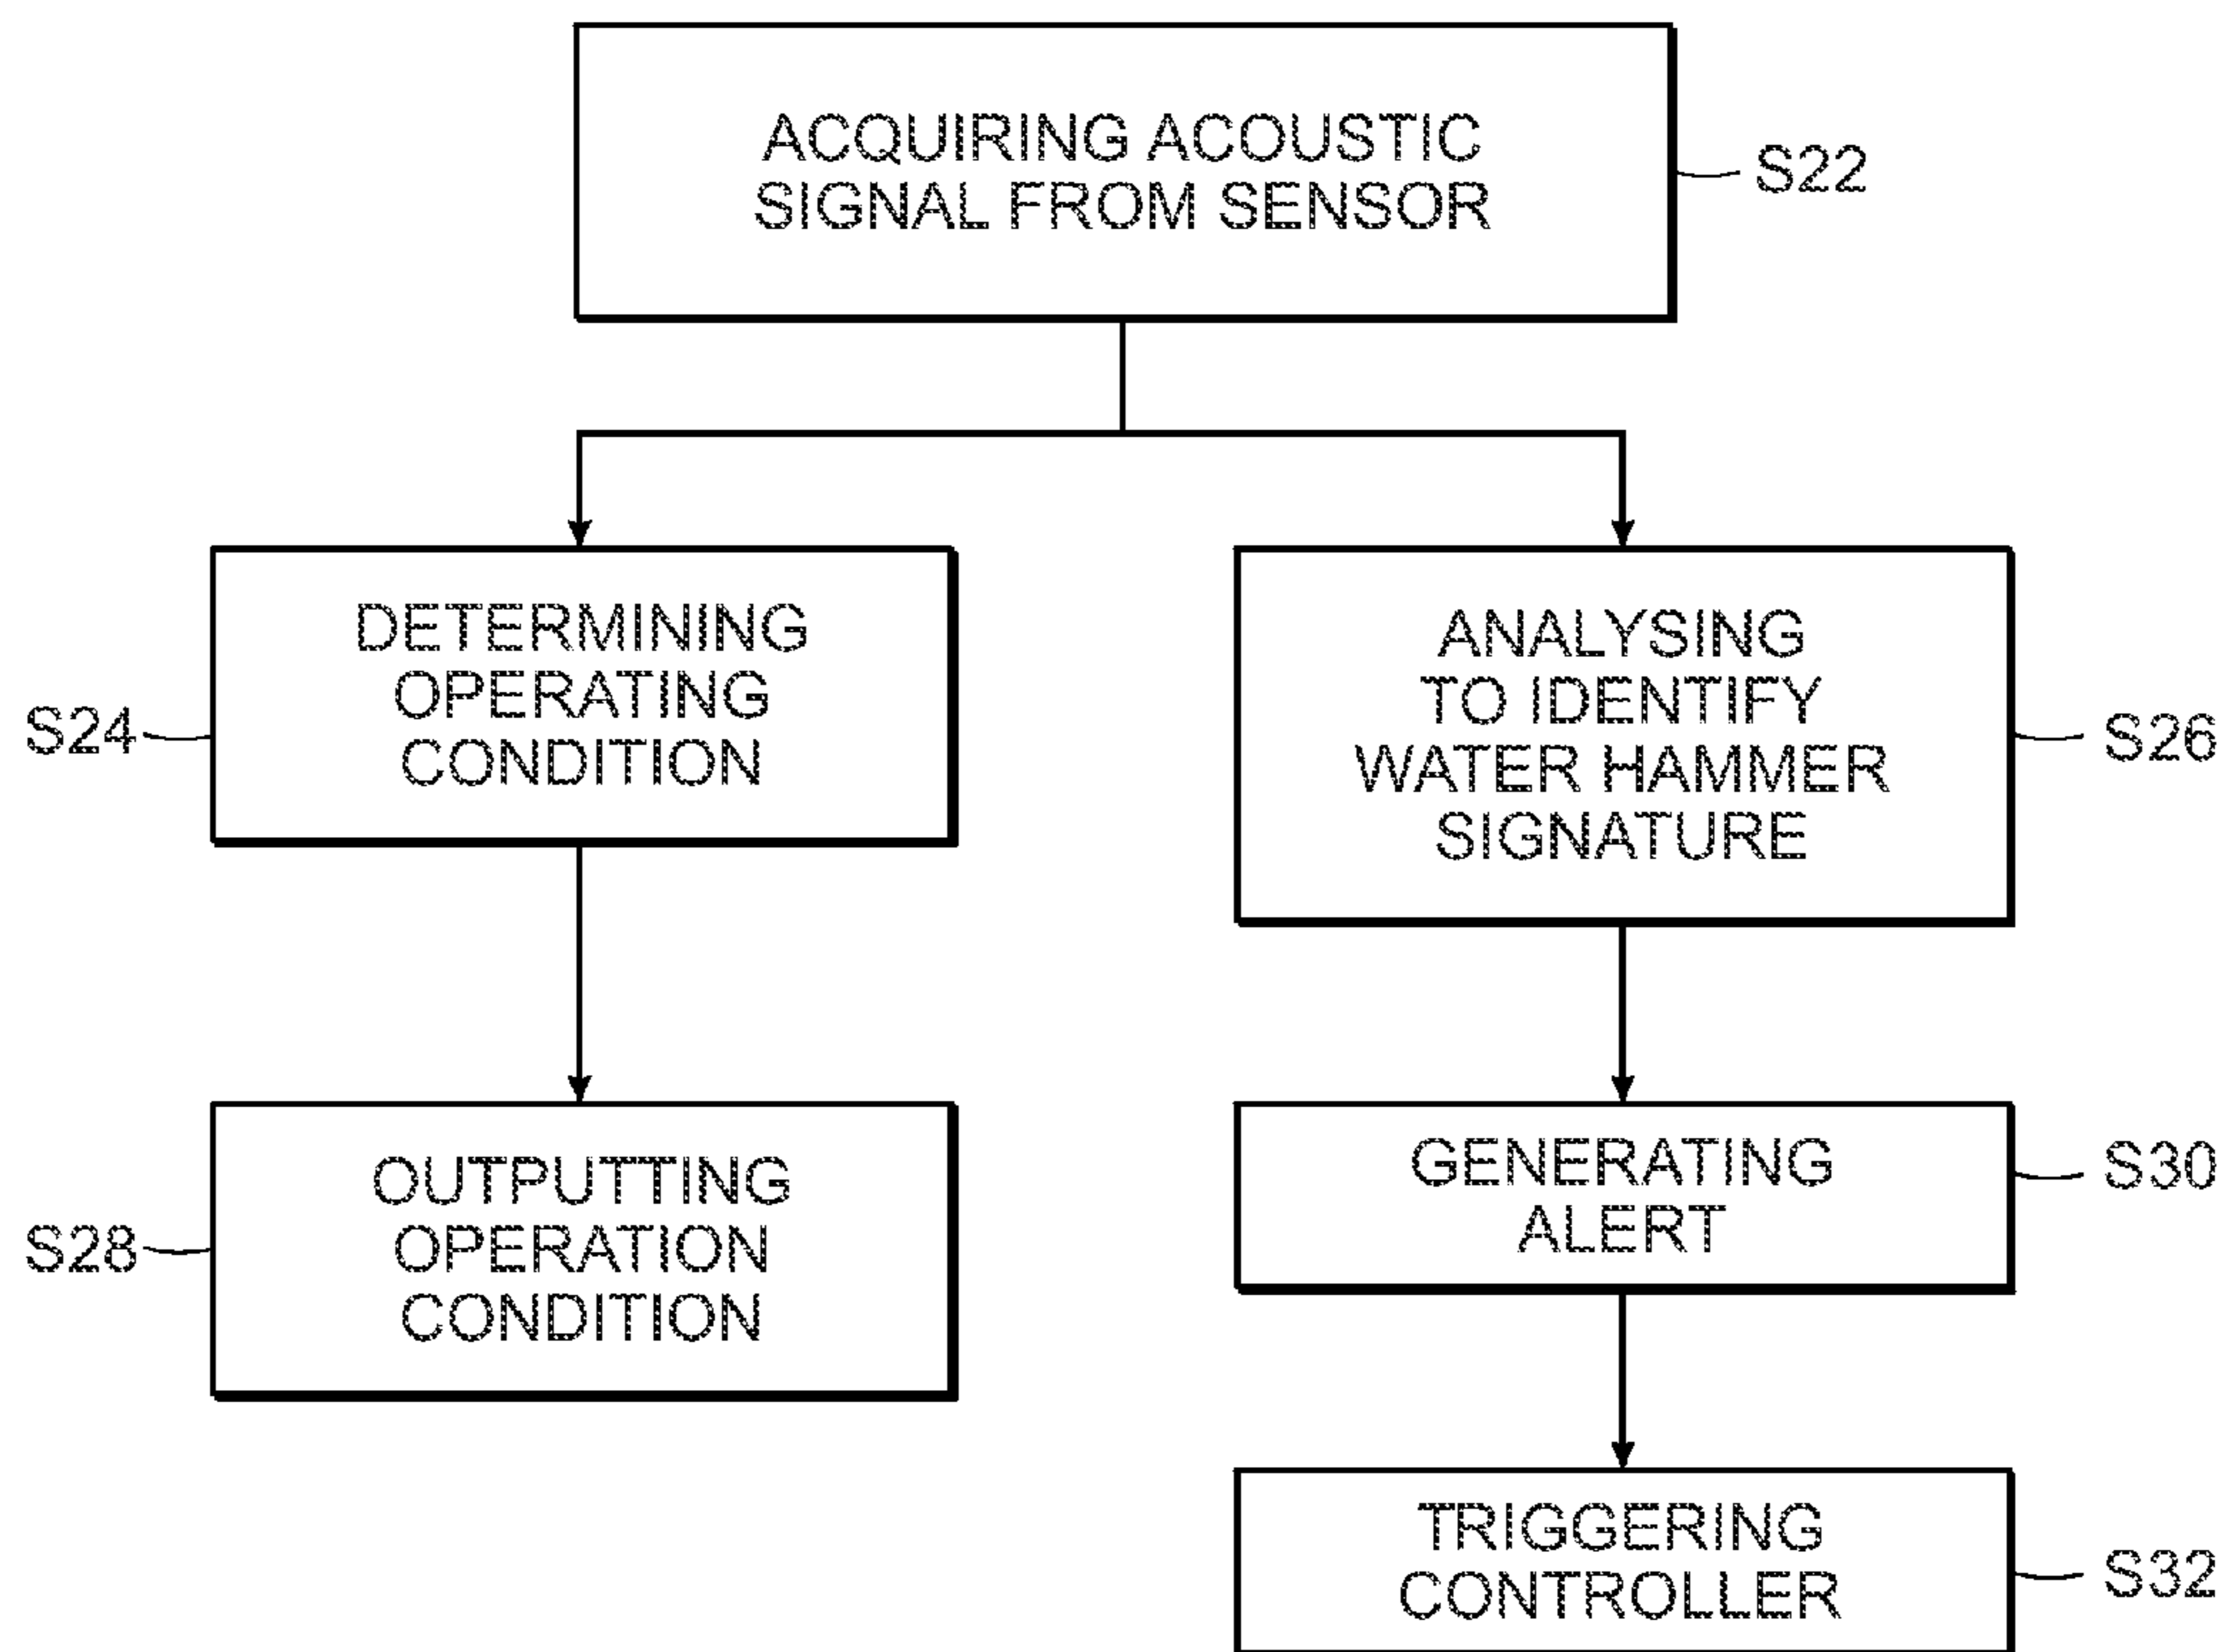 ACQUIRING ACOUSTIC
SIGNAL FROM SENSOR
S22
DETERMINING
OPERATING
CONDITION
S24
ANALYSING
TO IDENTIFY
WATER HAMMER
SIGNATURE
S26
OUTPUTTING
OPERATION
CONDITION
S28
GENERATING
ALERT
S30
TRIGGERING
CONTROLLER
S32